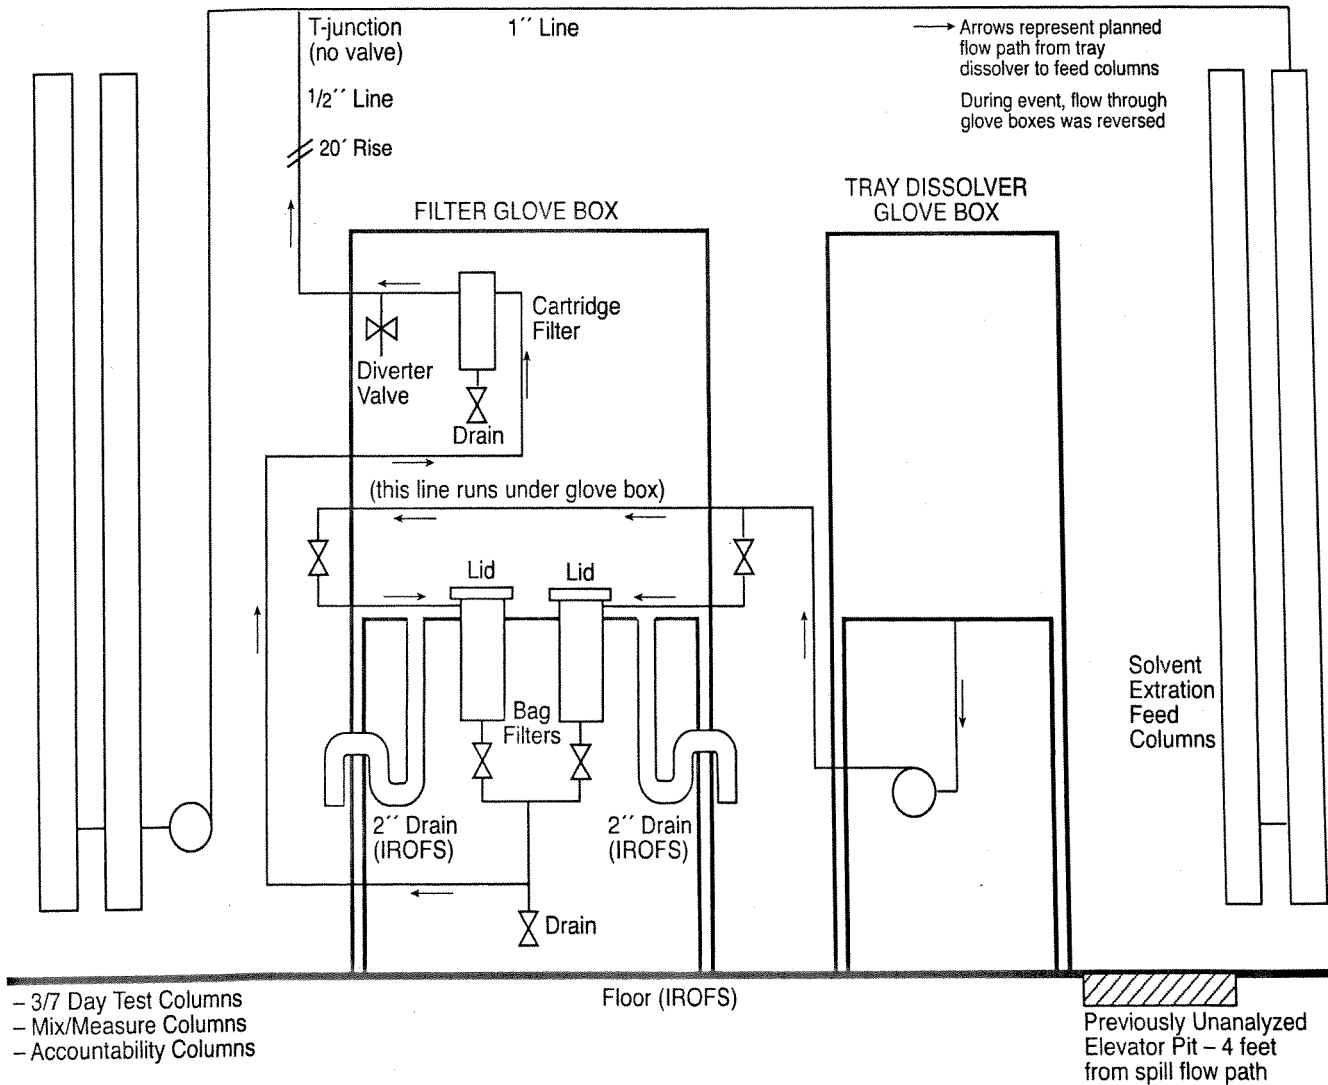 T-junction
(no valve)
1´´ Line
Arrows represent planned
flow path from tray
dissolver to feed columns
During event, flow through
glove boxes was reversed
1/2´´ Line
20´ Rise
FILTER GLOVE BOX
TRAY DISSOLVER
GLOVE BOX
Cartridge
Filter
Diverter
Valve
Drain
(this line runs under glove box)
Lid
Lid
Bag
Filters
Solvent
Extration
Feed
Columns
2´´ Drain
(IROFS)
2´´ Drain
(IROFS)
Drain
– 3/7 Day Test Columns
– Mix/Measure Columns
– Accountability Columns
Floor (IROFS)
Previously Unanalyzed
Elevator Pit – 4 feet
from spill flow path